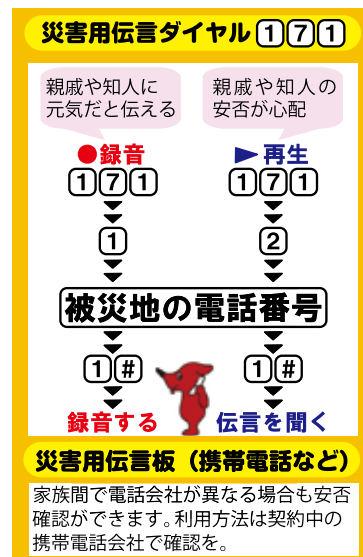 災害用伝言ダイヤル 1 7 1
親戚や知人に
元気だと伝える
●録音
1 7 1
1
親戚や知人の
安否が心配
▶再生
1 7 1
2
被災地の電話番号
1 #
録音する
1 #
伝言を聞く
災害用伝言板（携帯電話など）
家族間で電話会社が異なる場合も安否
確認ができます。利用方法は契約中の
携帯電話会社で確認を。